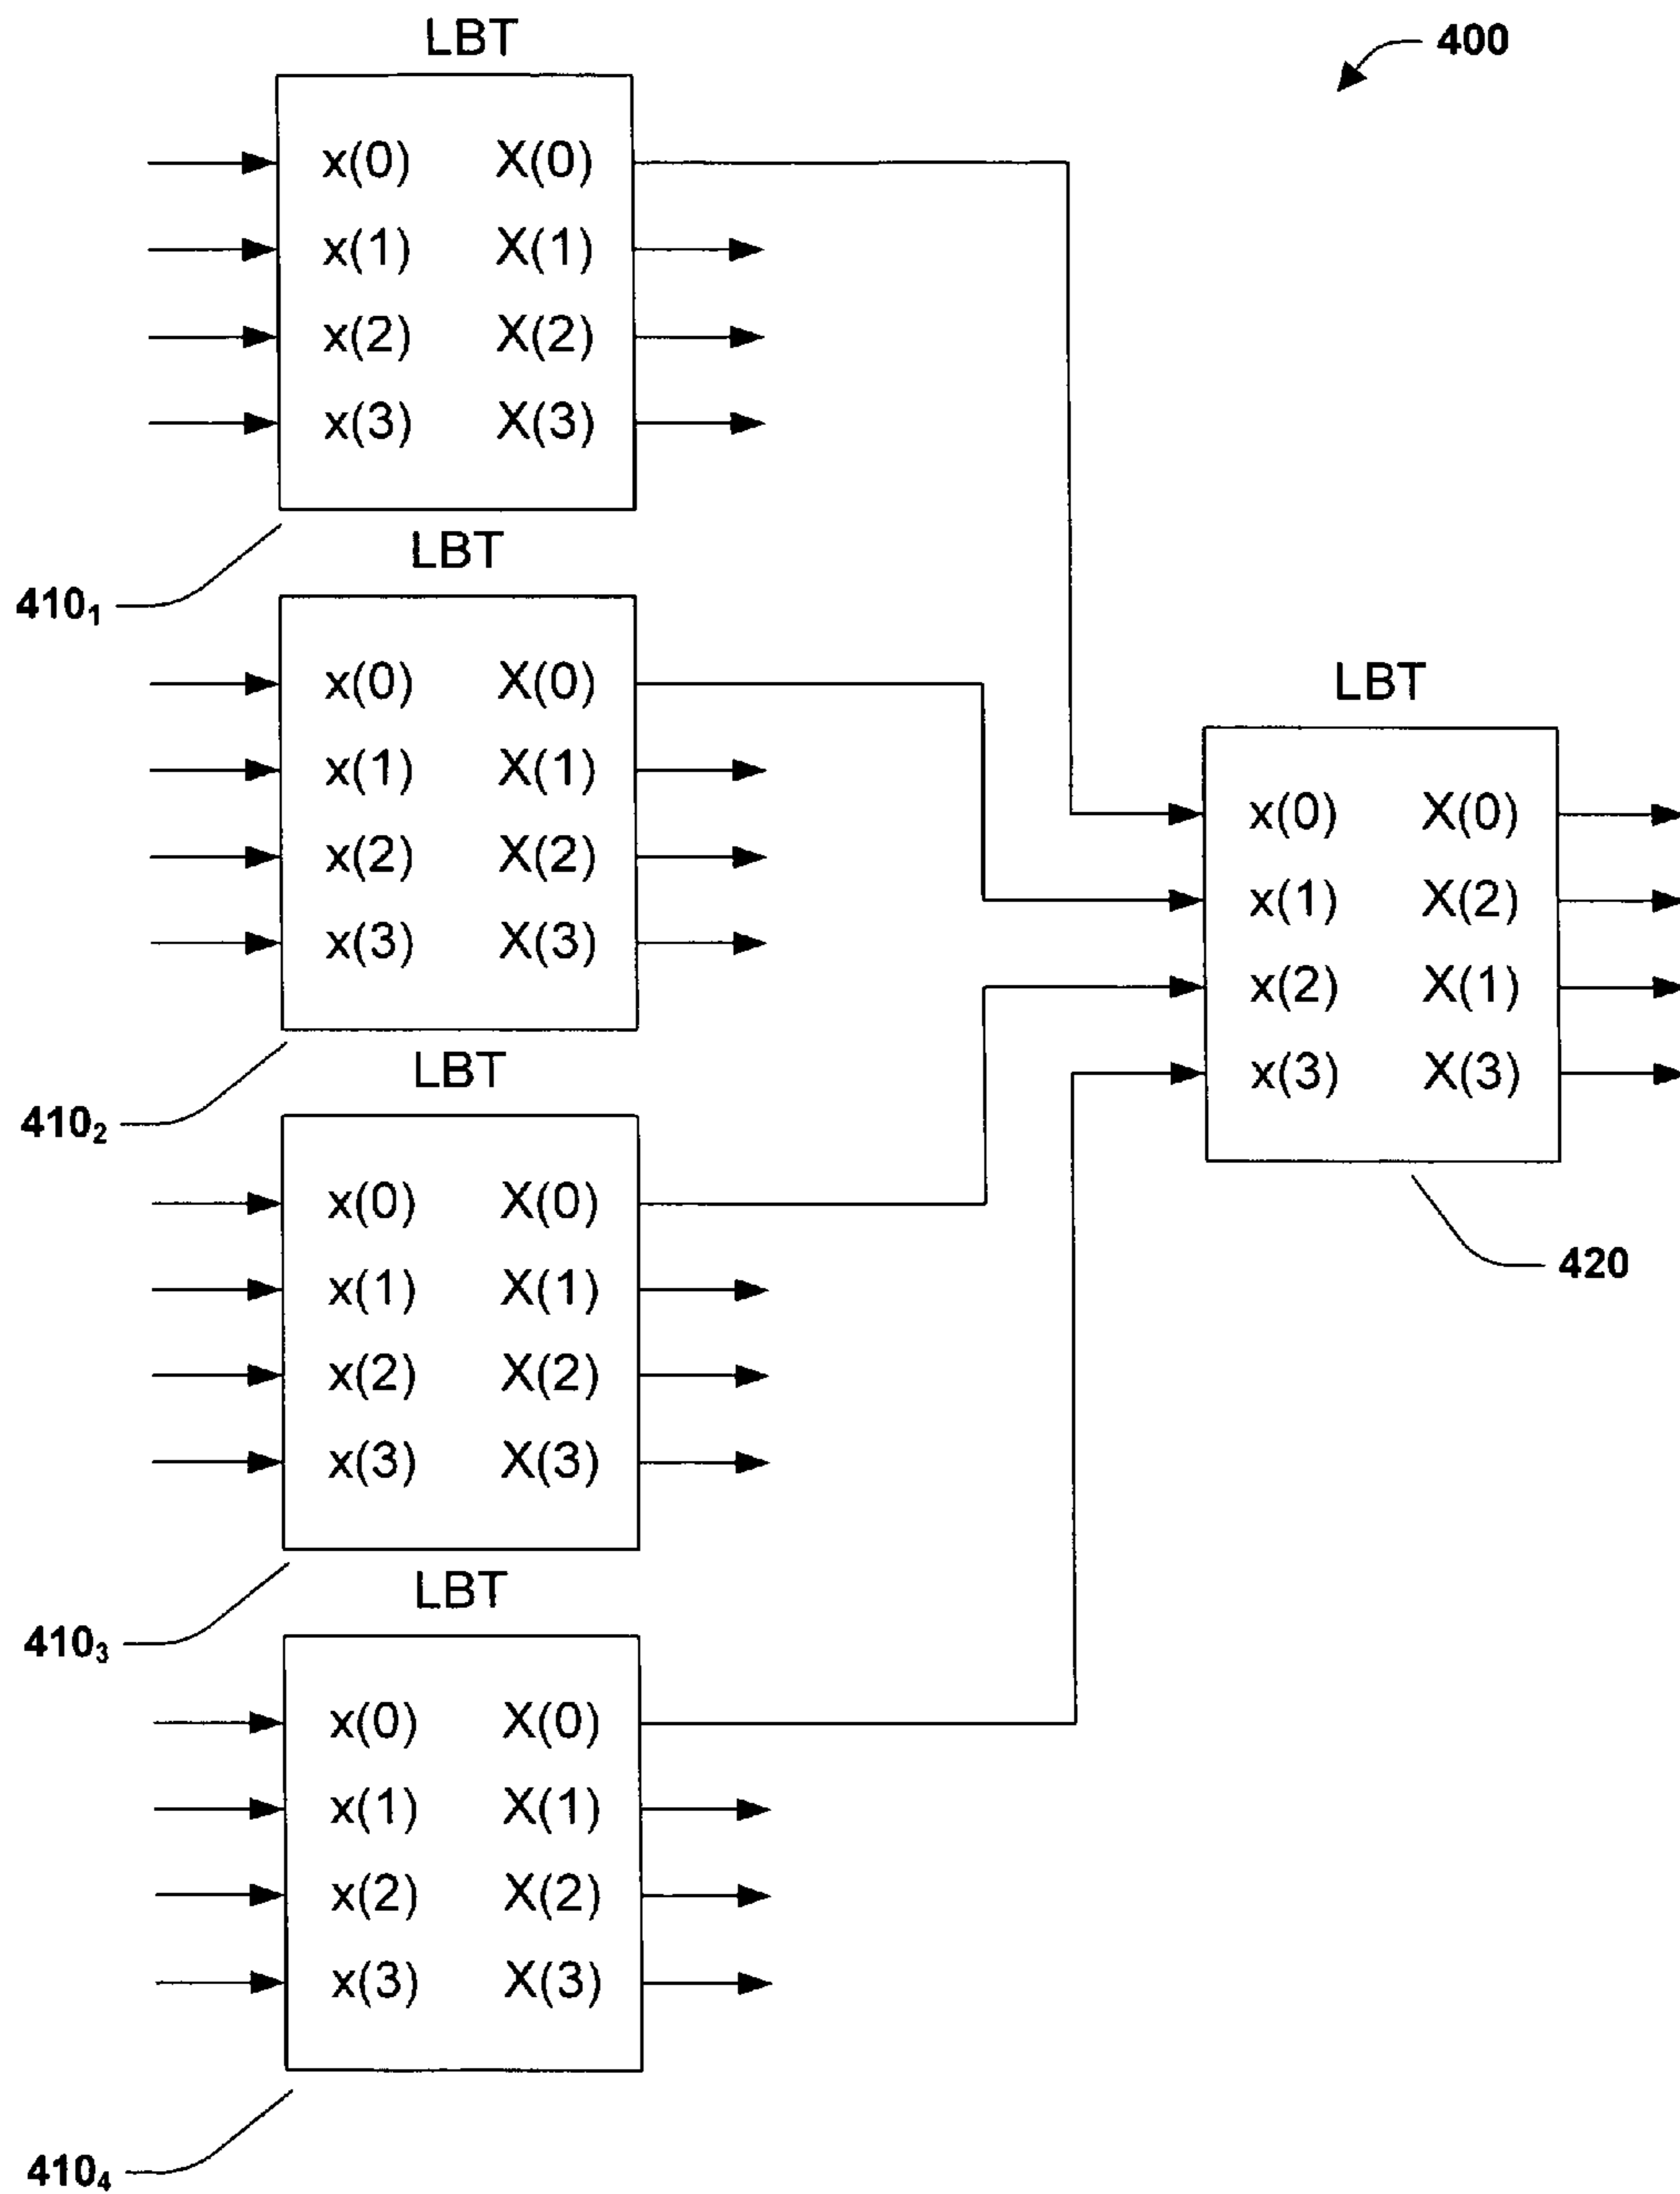 LBT
400
x(0) X(0)
x(1) X(1)
x(2) X(2)
x(3) X(3)
410₁
LBT
x(0) X(0)
x(1) X(1)
x(2) X(2)
x(3) X(3)
410₂
LBT
x(0) X(0)
x(1) X(2)
x(2) X(1)
x(3) X(3)
420
LBT
x(0) X(0)
x(1) X(1)
x(2) X(2)
x(3) X(3)
410₃
LBT
x(0) X(0)
x(1) X(1)
x(2) X(2)
x(3) X(3)
410₄